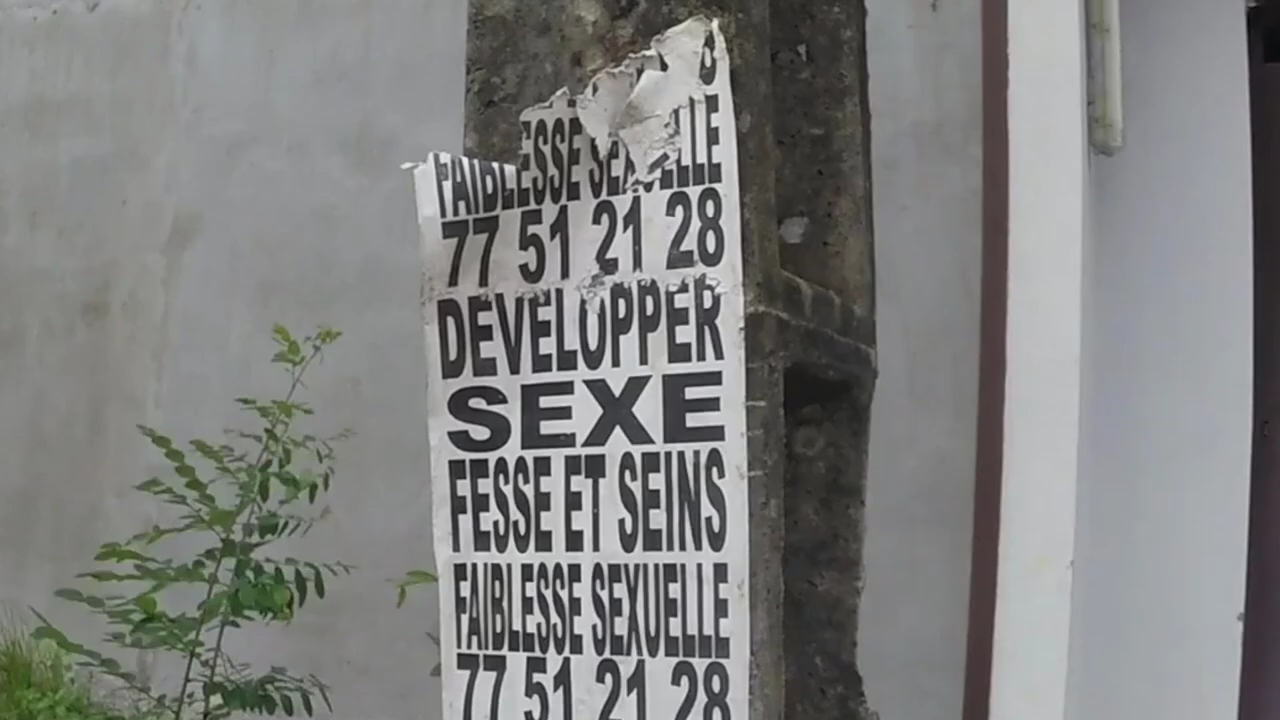 FAIBLESSE SEXUELLE
77 51 21 28
DEVELOPPER
SEXE
FESSE ET SEINS
FAIBLESSE SEXUELLE
77 51 21 28